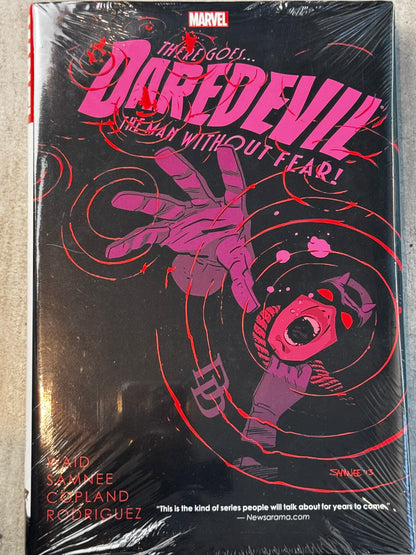 MARVEL
THERE GOES...
DAREDEVIL
THE MAN WITHOUT FEAR!
DD
SAMNEE '13
WAID
SAMNEE
COPLAND
RODRIGUEZ
"This is the kind of series people will talk about for years to come."
— Newsarama.com